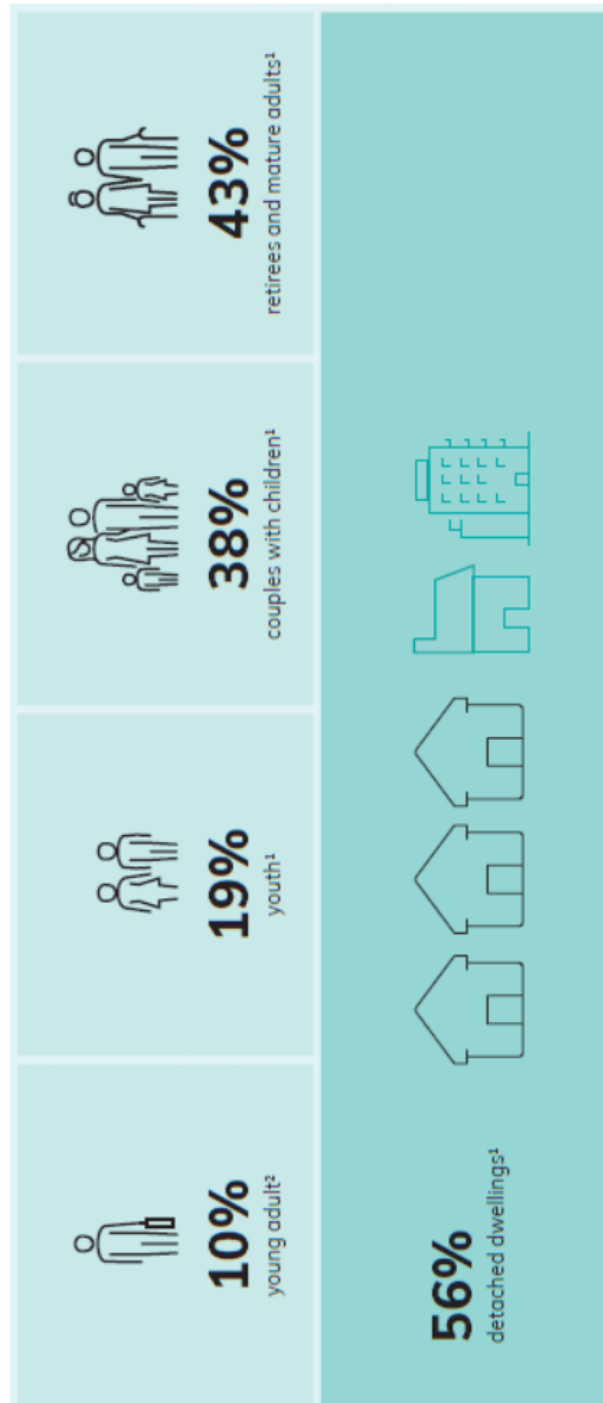 10%
young adult²
19%
youth¹
38%
couples with children¹
43%
retirees and mature adults¹
56%
detached dwellings¹